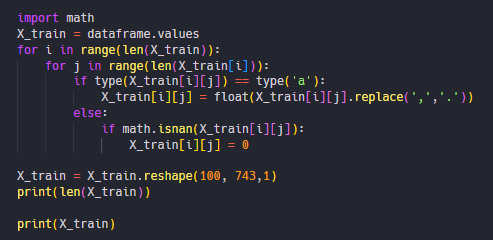 import math
X_train = dataframe.values
for i in range(len(X_train)):
    for j in range(len(X_train[i])):
        if type(X_train[i][j]) == type('a'):
            X_train[i][j] = float(X_train[i][j].replace(',','.'))
        else:
            if math.isnan(X_train[i][j]):
                X_train[i][j] = 0
X_train = X_train.reshape(100, 743,1)
print(len(X_train))
print(X_train)